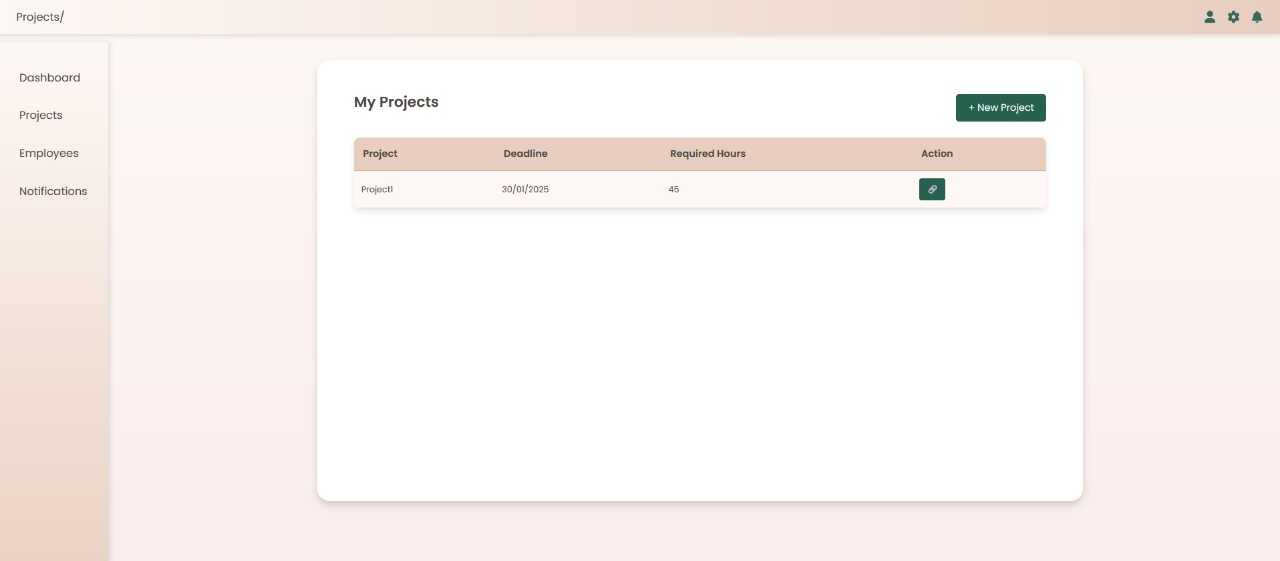 Projects/
Dashboard
Projects
Employees
Notifications
My Projects
+ New Project
Project Deadline Required Hours Action
Project1 30/01/2025 45